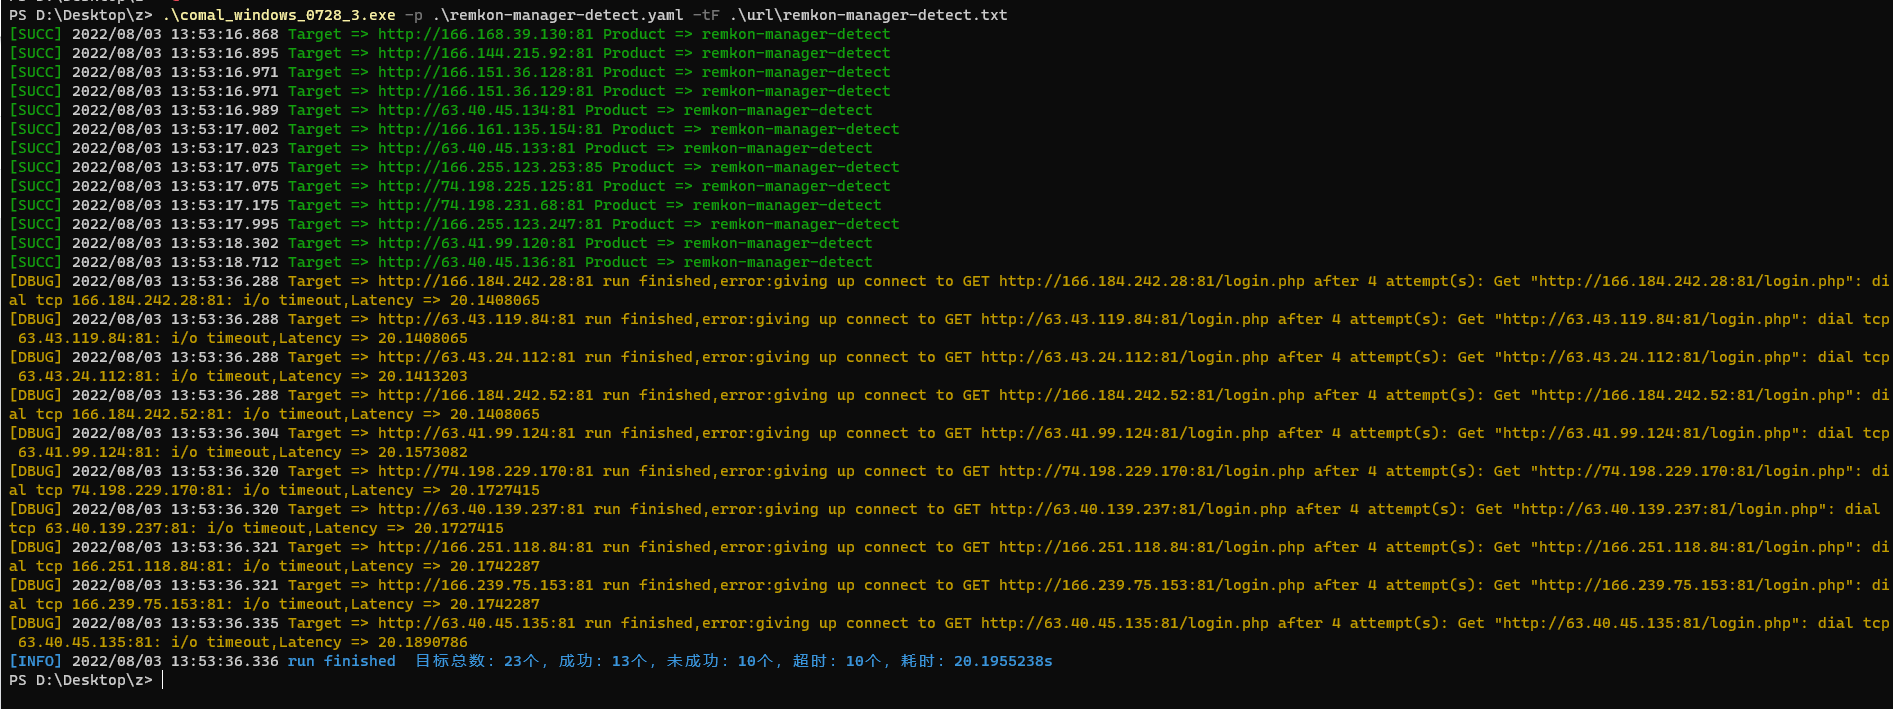 PS D:\Desktop\z> .\comal_windows_0728_3.exe -p .\remkon-manager-detect.yaml -tF .\url\remkon-manager-detect.txt
[SUCC] 2022/08/03 13:53:16.868 Target => http://166.168.39.130:81 Product => remkon-manager-detect
[SUCC] 2022/08/03 13:53:16.895 Target => http://166.144.215.92:81 Product => remkon-manager-detect
[SUCC] 2022/08/03 13:53:16.971 Target => http://166.151.36.128:81 Product => remkon-manager-detect
[SUCC] 2022/08/03 13:53:16.971 Target => http://166.151.36.129:81 Product => remkon-manager-detect
[SUCC] 2022/08/03 13:53:16.989 Target => http://63.40.45.134:81 Product => remkon-manager-detect
[SUCC] 2022/08/03 13:53:17.002 Target => http://166.161.135.154:81 Product => remkon-manager-detect
[SUCC] 2022/08/03 13:53:17.023 Target => http://63.40.45.133:81 Product => remkon-manager-detect
[SUCC] 2022/08/03 13:53:17.075 Target => http://166.255.123.253:85 Product => remkon-manager-detect
[SUCC] 2022/08/03 13:53:17.075 Target => http://74.198.225.125:81 Product => remkon-manager-detect
[SUCC] 2022/08/03 13:53:17.175 Target => http://74.198.231.68:81 Product => remkon-manager-detect
[SUCC] 2022/08/03 13:53:17.995 Target => http://166.255.123.247:81 Product => remkon-manager-detect
[SUCC] 2022/08/03 13:53:18.302 Target => http://63.41.99.120:81 Product => remkon-manager-detect
[SUCC] 2022/08/03 13:53:18.712 Target => http://63.40.45.136:81 Product => remkon-manager-detect
[DBUG] 2022/08/03 13:53:36.288 Target => http://166.184.242.28:81 run finished,error:giving up connect to GET http://166.184.242.28:81/login.php after 4 attempt(s): Get "http://166.184.242.28:81/login.php": di
al tcp 166.184.242.28:81: i/o timeout,Latency => 20.1408065
[DBUG] 2022/08/03 13:53:36.288 Target => http://63.43.119.84:81 run finished,error:giving up connect to GET http://63.43.119.84:81/login.php after 4 attempt(s): Get "http://63.43.119.84:81/login.php": dial tcp
63.43.119.84:81: i/o timeout,Latency => 20.1408065
[DBUG] 2022/08/03 13:53:36.288 Target => http://63.43.24.112:81 run finished,error:giving up connect to GET http://63.43.24.112:81/login.php after 4 attempt(s): Get "http://63.43.24.112:81/login.php": dial tcp
63.43.24.112:81: i/o timeout,Latency => 20.1413203
[DBUG] 2022/08/03 13:53:36.288 Target => http://166.184.242.52:81 run finished,error:giving up connect to GET http://166.184.242.52:81/login.php after 4 attempt(s): Get "http://166.184.242.52:81/login.php": di
al tcp 166.184.242.52:81: i/o timeout,Latency => 20.1408065
[DBUG] 2022/08/03 13:53:36.304 Target => http://63.41.99.124:81 run finished,error:giving up connect to GET http://63.41.99.124:81/login.php after 4 attempt(s): Get "http://63.41.99.124:81/login.php": dial tcp
63.41.99.124:81: i/o timeout,Latency => 20.1573082
[DBUG] 2022/08/03 13:53:36.320 Target => http://74.198.229.170:81 run finished,error:giving up connect to GET http://74.198.229.170:81/login.php after 4 attempt(s): Get "http://74.198.229.170:81/login.php": di
al tcp 74.198.229.170:81: i/o timeout,Latency => 20.1727415
[DBUG] 2022/08/03 13:53:36.320 Target => http://63.40.139.237:81 run finished,error:giving up connect to GET http://63.40.139.237:81/login.php after 4 attempt(s): Get "http://63.40.139.237:81/login.php": dial
tcp 63.40.139.237:81: i/o timeout,Latency => 20.1727415
[DBUG] 2022/08/03 13:53:36.321 Target => http://166.251.118.84:81 run finished,error:giving up connect to GET http://166.251.118.84:81/login.php after 4 attempt(s): Get "http://166.251.118.84:81/login.php": di
al tcp 166.251.118.84:81: i/o timeout,Latency => 20.1742287
[DBUG] 2022/08/03 13:53:36.321 Target => http://166.239.75.153:81 run finished,error:giving up connect to GET http://166.239.75.153:81/login.php after 4 attempt(s): Get "http://166.239.75.153:81/login.php": di
al tcp 166.239.75.153:81: i/o timeout,Latency => 20.1742287
[DBUG] 2022/08/03 13:53:36.335 Target => http://63.40.45.135:81 run finished,error:giving up connect to GET http://63.40.45.135:81/login.php after 4 attempt(s): Get "http://63.40.45.135:81/login.php": dial tcp
63.40.45.135:81: i/o timeout,Latency => 20.1890786
[INFO] 2022/08/03 13:53:36.336 run finished  目标总数: 23个, 成功: 13个, 未成功: 10个, 超时: 10个, 耗时: 20.1955238s
PS D:\Desktop\z>